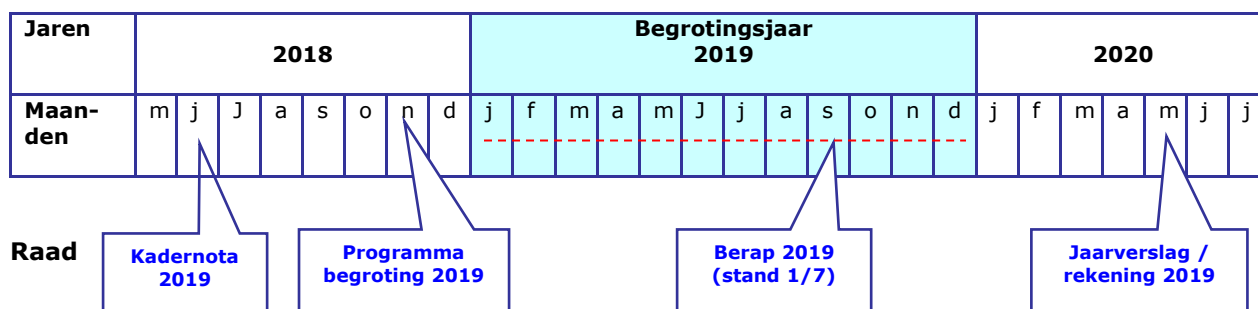 Jaren
2018
Begrotingsjaar
2019
2020
Maan-
den
m j J a s o n d j f m a m J j a s o n d j f m a m j j
Raad
Kadernota
2019
Programma
begroting 2019
Berap 2019
(stand 1/7)
Jaarverslag /
rekening 2019